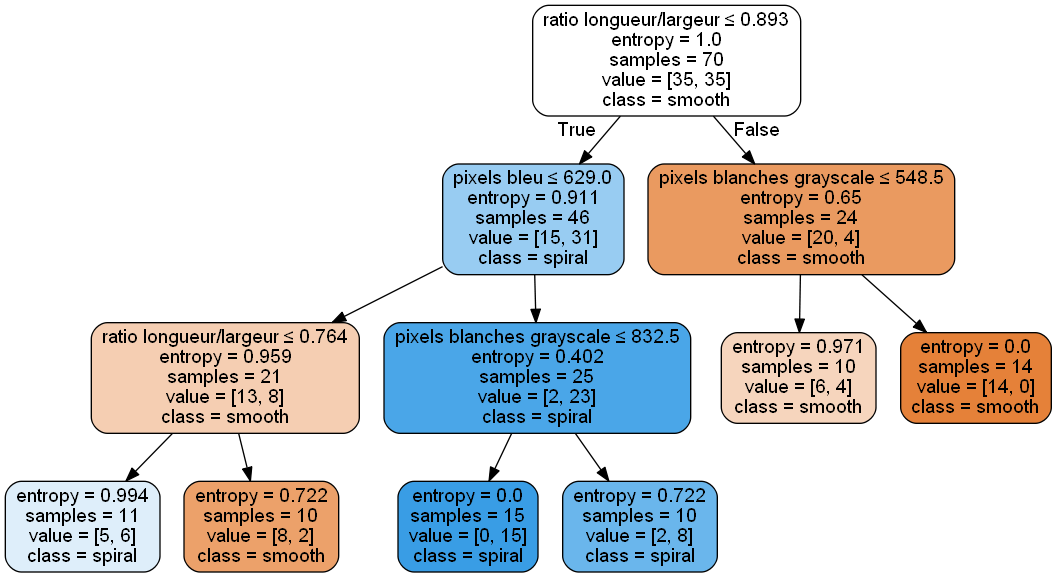 ratio longueur/largeur ≤ 0.893
entropy = 1.0
samples = 70
value = [35, 35]
class = smooth
True
False
pixels bleu ≤ 629.0
entropy = 0.911
samples = 46
value = [15, 31]
class = spiral
pixels blanches grayscale ≤ 548.5
entropy = 0.65
samples = 24
value = [20, 4]
class = smooth
ratio longueur/largeur ≤ 0.764
entropy = 0.959
samples = 21
value = [13, 8]
class = smooth
pixels blanches grayscale ≤ 832.5
entropy = 0.402
samples = 25
value = [2, 23]
class = spiral
entropy = 0.971
samples = 10
value = [6, 4]
class = smooth
entropy = 0.0
samples = 14
value = [14, 0]
class = smooth
entropy = 0.994
samples = 11
value = [5, 6]
class = spiral
entropy = 0.722
samples = 10
value = [8, 2]
class = smooth
entropy = 0.0
samples = 15
value = [0, 15]
class = spiral
entropy = 0.722
samples = 10
value = [2, 8]
class = spiral